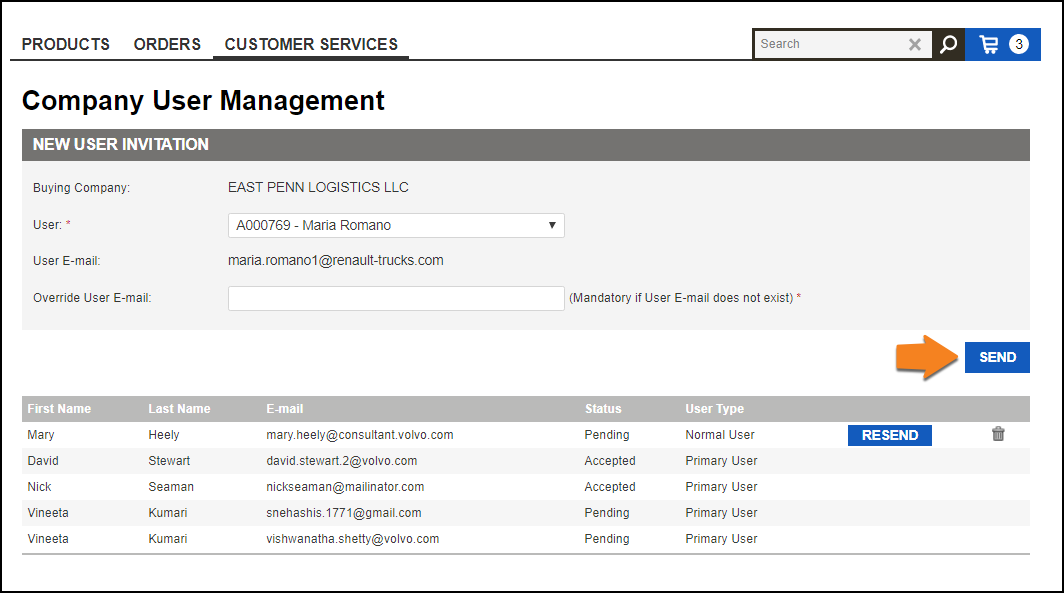 PRODUCTS ORDERS CUSTOMER SERVICES Search 3
Company User Management
NEW USER INVITATION
Buying Company: EAST PENN LOGISTICS LLC
User: * A000769 - Maria Romano
User E-mail: maria.romano1@renault-trucks.com
Override User E-mail: (Mandatory if User E-mail does not exist) *
SEND
First Name Last Name E-mail Status User Type
Mary Heely mary.heely@consultant.volvo.com Pending Normal User RESEND
David Stewart david.stewart.2@volvo.com Accepted Primary User
Nick Seaman nickseaman@mailinator.com Accepted Primary User
Vineeta Kumari snehashis.1771@gmail.com Pending Primary User
Vineeta Kumari vishwanatha.shetty@volvo.com Pending Primary User